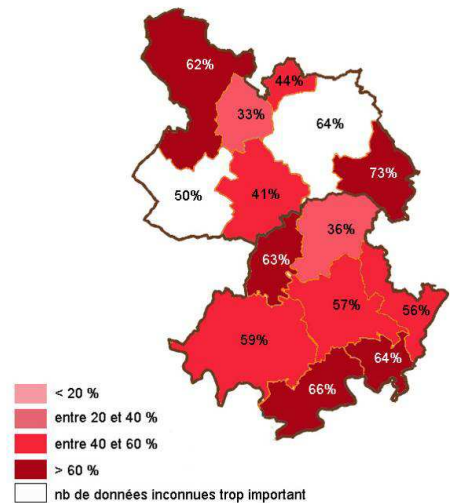 62%
44%
33%
64%
73%
50%
41%
36%
63%
57%
56%
59%
64%
66%
< 20 %
entre 20 et 40 %
entre 40 et 60 %
> 60 %
nb de données inconnues trop important